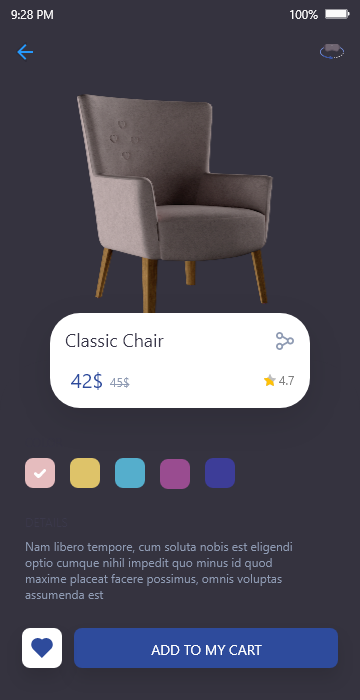 9:28 PM
100%
Classic Chair
42$ 45$
4.7
Nam libero tempore, cum soluta nobis est eligendi
optio cumque nihil impedit quo minus id quod
maxime placeat facere possimus, omnis voluptas
assumenda est
ADD TO MY CART